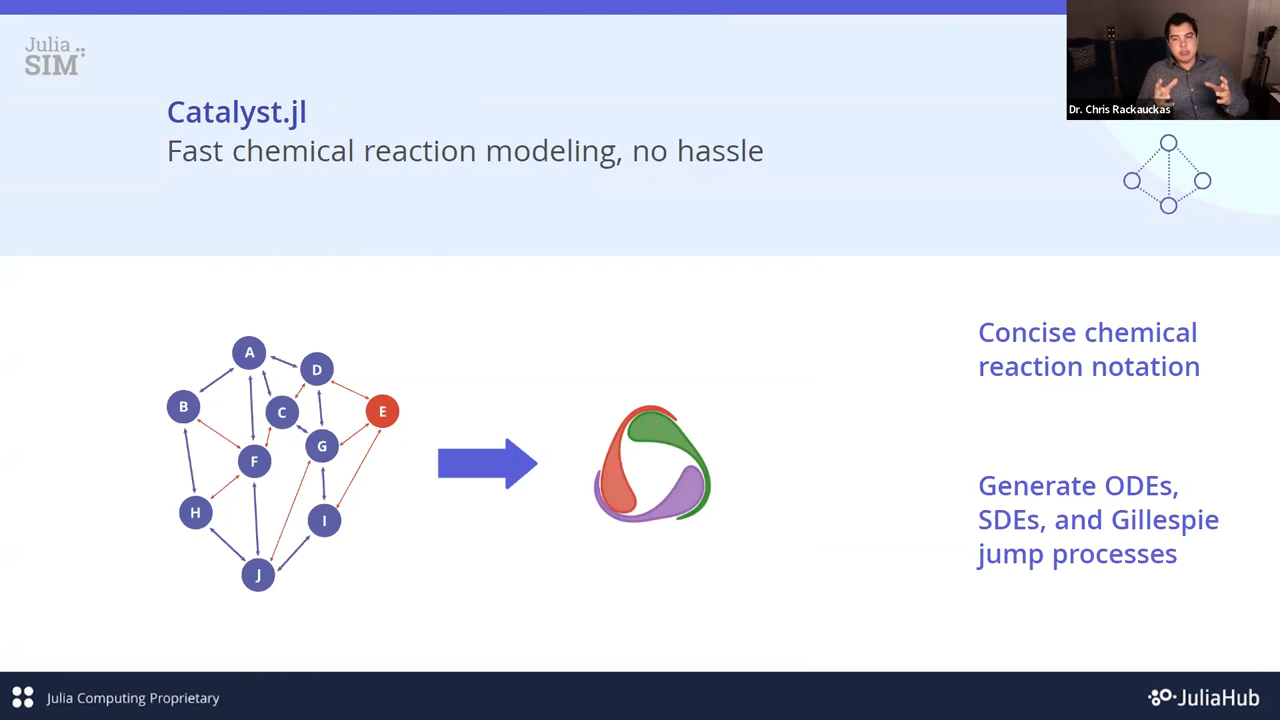 Julia
SIM
Dr. Chris Rackauckas
Catalyst.jl
Fast chemical reaction modeling, no hassle
A
D
B
C
E
G
F
H
I
J
Concise chemical
reaction notation
Generate ODEs,
SDEs, and Gillespie
jump processes
Julia Computing Proprietary
JuliaHub